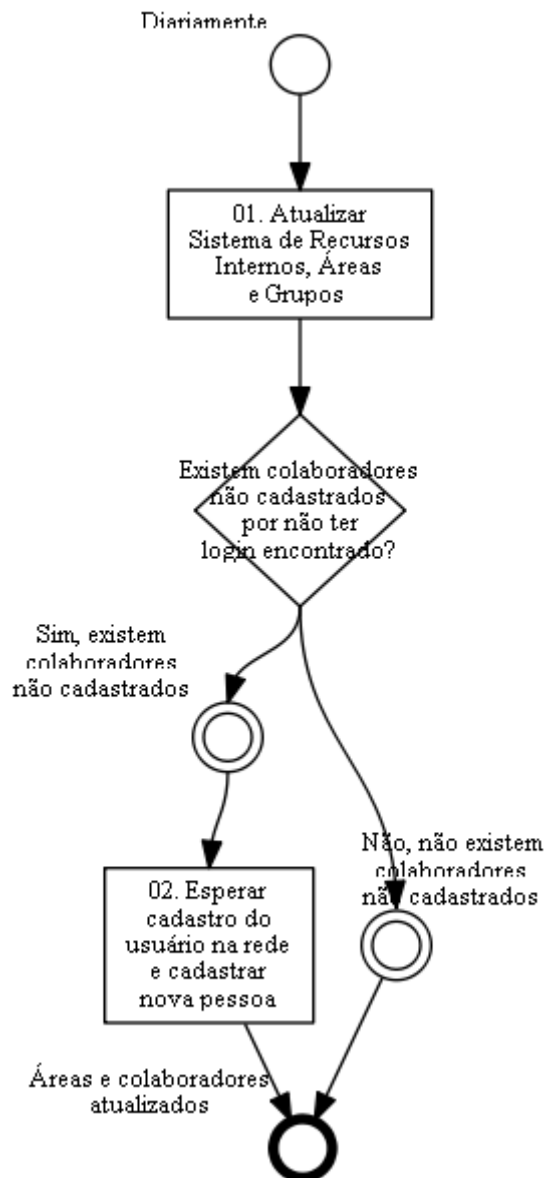 Diariamente
01. Atualizar
Sistema de Recursos
Internos, Áreas
e Grupos
Existem colaboradores
não cadastrados
por não ter
login encontrado?
Sim, existem
colaboradores
não cadastrados
Não, não existem
colaboradores
não cadastrados
02. Esperar
cadastro do
usuário na rede
e cadastrar
nova pessoa
Áreas e colaboradores
atualizados